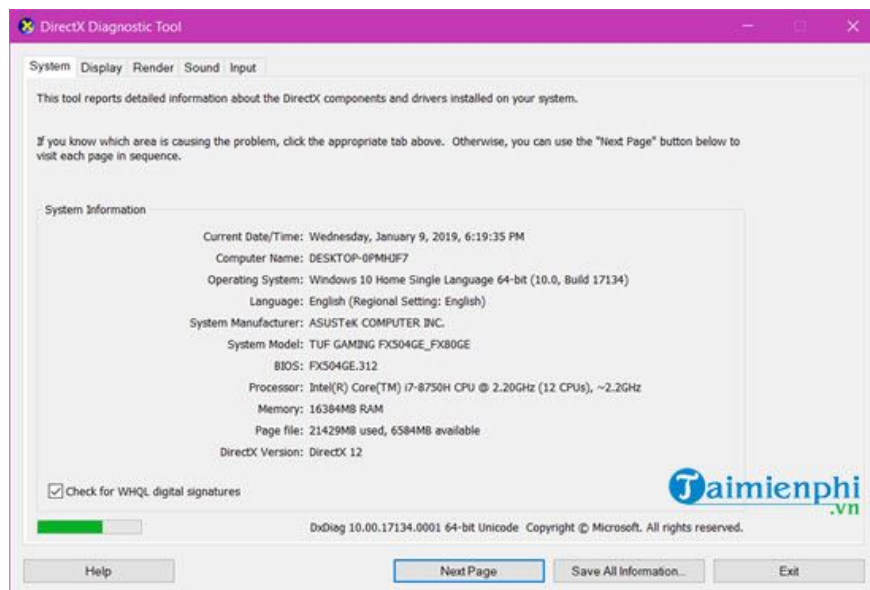 DirectX Diagnostic Tool
System Display Render Sound Input
This tool reports detailed information about the DirectX components and drivers installed on your system.
If you know which area is causing the problem, click the appropriate tab above. Otherwise, you can use the "Next Page" button below to
visit each page in sequence.
System Information
Current Date/Time: Wednesday, January 9, 2019, 6:19:35 PM
Computer Name: DESKTOP-0PMHJF7
Operating System: Windows 10 Home Single Language 64-bit (10.0, Build 17134)
Language: English (Regional Setting: English)
System Manufacturer: ASUSTeK COMPUTER INC.
System Model: TUF GAMING FX504GE_FX80GE
BIOS: FX504GE.312
Processor: Intel(R) Core(TM) i7-8750H CPU @ 2.20GHz (12 CPUs), ~2.2GHz
Memory: 16384MB RAM
Page file: 21429MB used, 6584MB available
DirectX Version: DirectX 12
Check for WHQL digital signatures
Taimienphi
.vn
DxDiag 10.00.17134.0001 64-bit Unicode Copyright © Microsoft. All rights reserved.
Help Next Page Save All Information... Exit